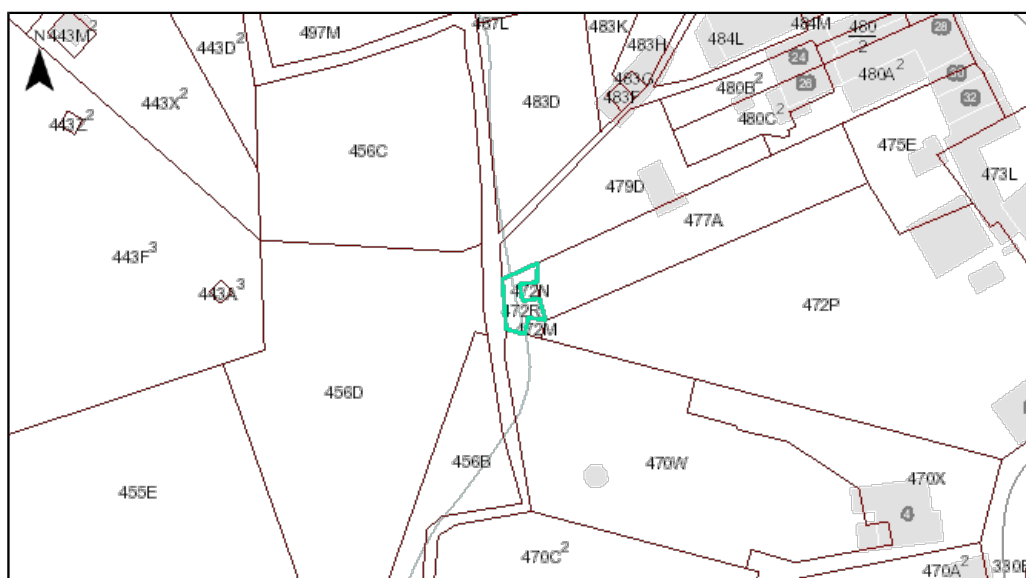 487L
480
2
484M
28
483K
497M
443M²
N
484L
483H
443D²
24
480A²
30
483G
26
480B²
32
483F
483D
443X²
480C²
443Z²
475E
456C
473L
479D
477A
443F³
443A³
472N
472P
472R
472M
456D
456B
470W
470X
455E
4
470C²
470A²